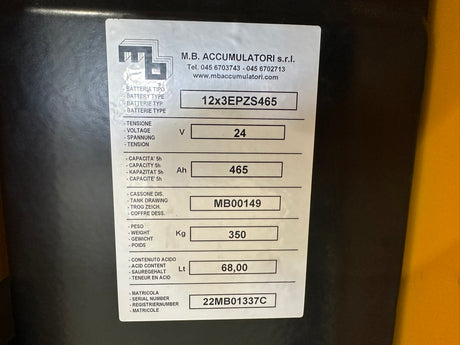 mb
M.B. ACCUMULATORI s.r.l.
Tel. 045 6703743 - 045 6702713
www.mbaccumulatori.com
- BATTERIA TIPO
- BATTERY TYPE
- BATTERIE TYP
- BATTERIE TYPE
12x3EPZS465
- TENSIONE
- VOLTAGE
- SPANNUNG
- TENSION
V 24
- CAPACITA' 5h
- CAPACITY 5h
- KAPAZITAT 5h
- CAPACITE' 5h
Ah 465
- CASSONE DIS.
- TANK DRAWING
- TROG ZEICH.
- COFFRE DESS.
MB00149
- PESO
- WEIGHT
- GEWICHT
- POIDS
Kg 350
- CONTENUTO ACIDO
- ACID CONTENT
- SAUREGEHALT
- TENEUR EN ACID
Lt 68,00
- MATRICOLA
- SERIAL NUMBER
- REGISTRIERNUMMER
- MATRICOLE
22MB01337C